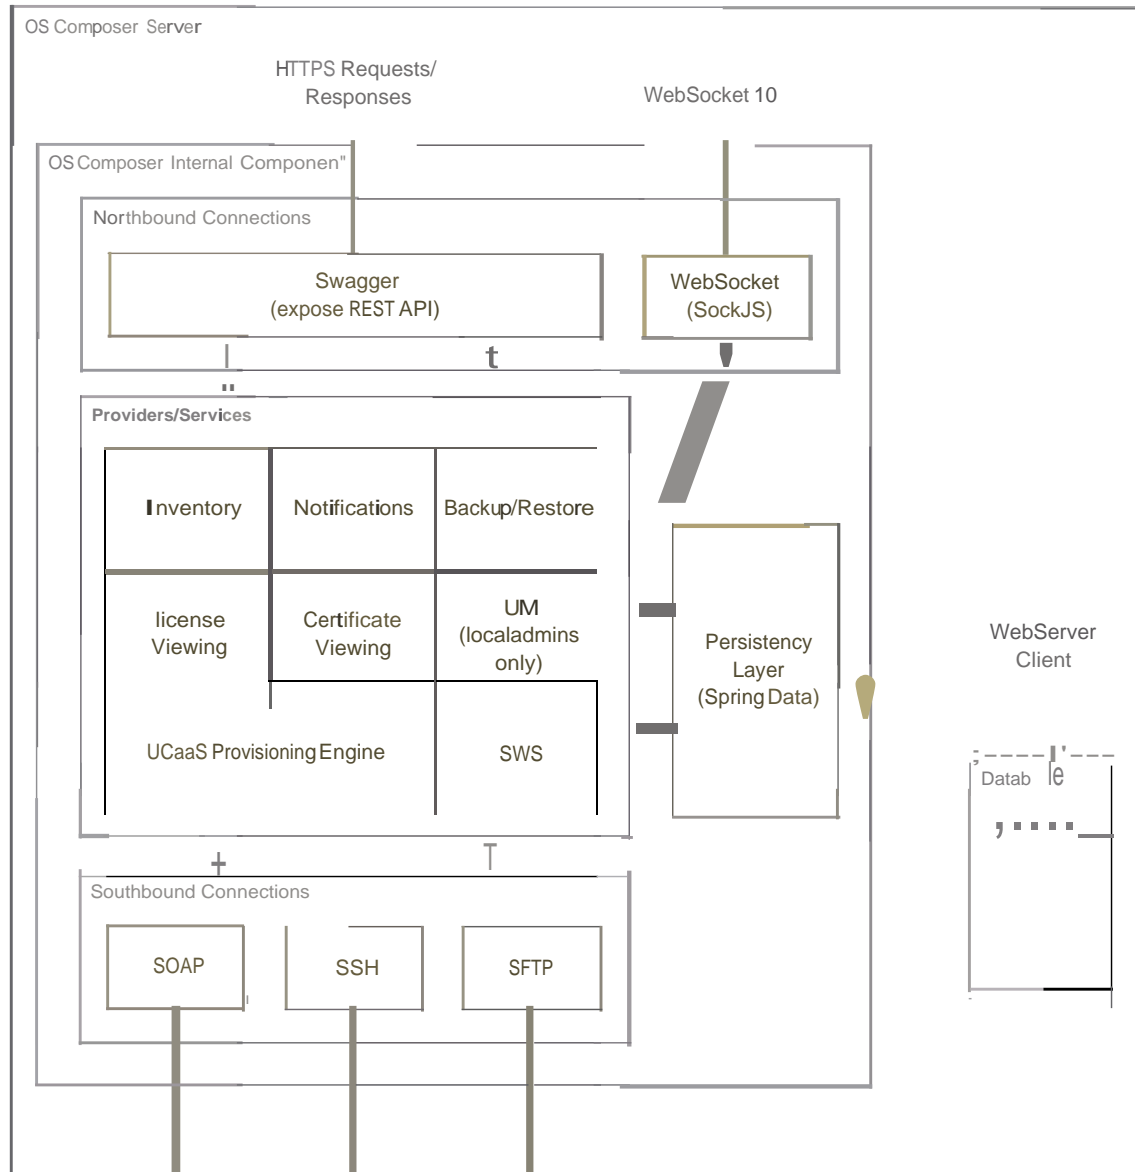 OS Composer Server
HTTPS Requests/
Responses
WebSocket 10
OS Composer Internal Componen"
Northbound Connections
Swagger
(expose REST API)
WebSocket
(SockJS)
Providers/Services
Inventory
Notifications
Backup/Restore
license
Viewing
Certificate
Viewing
UM
(localadmins
only)
Persistency
Layer
(Spring Data)
WebServer
Client
UCaaS Provisioning Engine
SWS
Datab
Southbound Connections
SOAP
SSH
SFTP